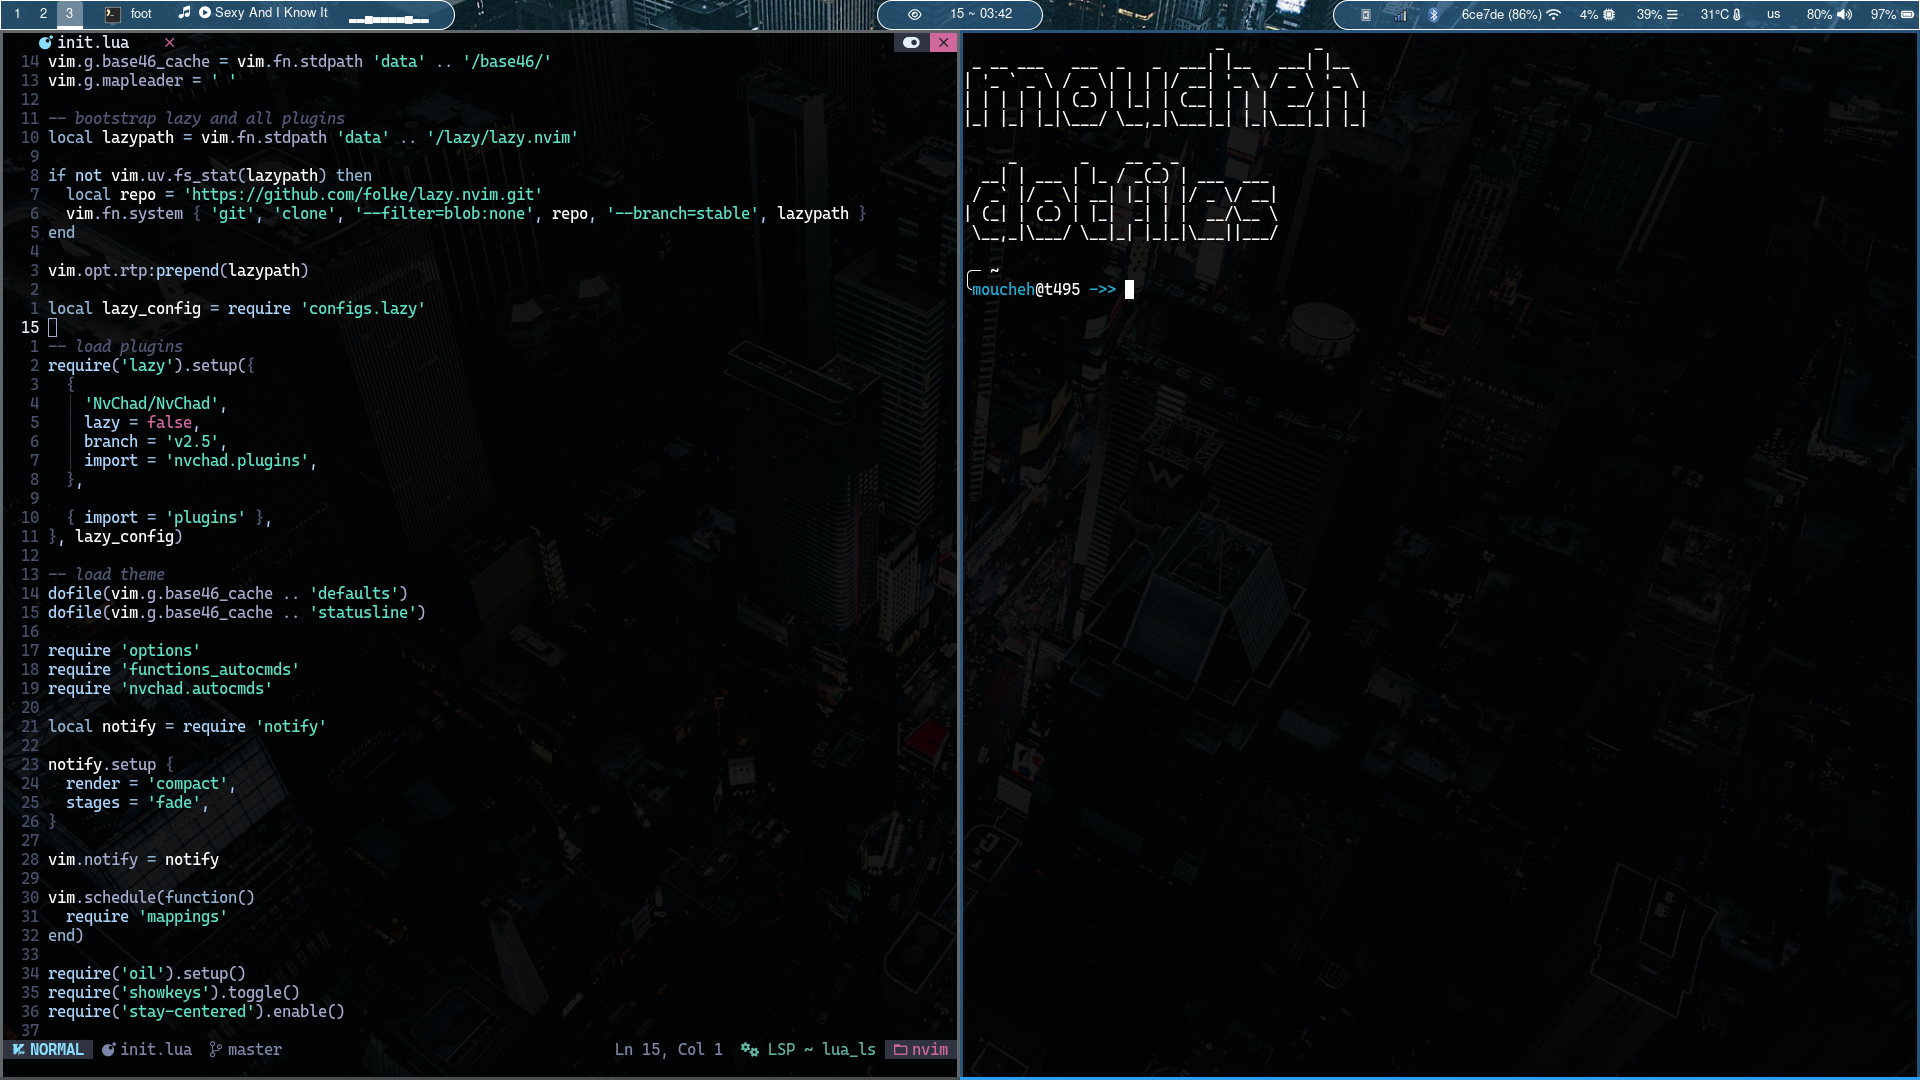 1 2 3 foot Sexy And I Know It
15 ~ 03:42
6ce7de (86%) 4% 39% 31°C us 80% 97%
init.lua
14 vim.g.base46_cache = vim.fn.stdpath 'data' .. '/base46/'
13 vim.g.mapleader = ' '
12
11 -- bootstrap lazy and all plugins
10 local lazypath = vim.fn.stdpath 'data' .. '/lazy/lazy.nvim'
9
8 if not vim.uv.fs_stat(lazypath) then
7   local repo = 'https://github.com/folke/lazy.nvim.git'
6   vim.fn.system { 'git', 'clone', '--filter=blob:none', repo, '--branch=stable', lazypath }
5 end
4
3 vim.opt.rtp:prepend(lazypath)
2
1 local lazy_config = require 'configs.lazy'
15
1 -- load plugins
2 require('lazy').setup({
3   {
4     'NvChad/NvChad',
5     lazy = false,
6     branch = 'v2.5',
7     import = 'nvchad.plugins',
8   },
9
10   { import = 'plugins' },
11 }, lazy_config)
12
13 -- load theme
14 dofile(vim.g.base46_cache .. 'defaults')
15 dofile(vim.g.base46_cache .. 'statusline')
16
17 require 'options'
18 require 'functions_autocmds'
19 require 'nvchad.autocmds'
20
21 local notify = require 'notify'
22
23 notify.setup {
24   render = 'compact',
25   stages = 'fade',
26 }
27
28 vim.notify = notify
29
30 vim.schedule(function()
31   require 'mappings'
32 end)
33
34 require('oil').setup()
35 require('showkeys').toggle()
36 require('stay-centered').enable()
37
NORMAL init.lua master Ln 15, Col 1 LSP ~ lua_ls nvim
moucheh
dotfiles
~
moucheh@t495 ->>